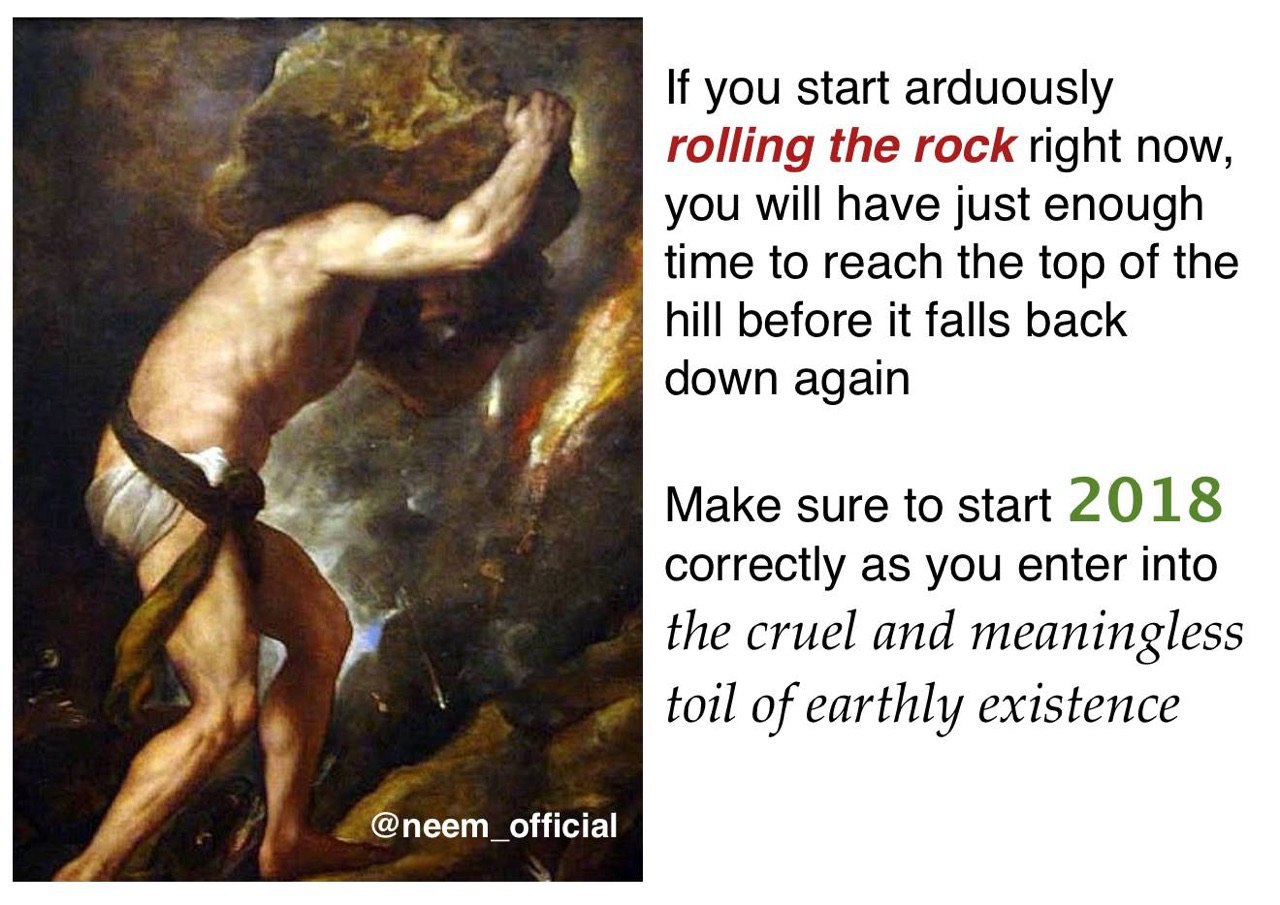 If you start arduously
rolling the rock right now,
you will have just enough
time to reach the top of the
hill before it falls back
down again
Make sure to start 2018
correctly as you enter into
the cruel and meaningless
toil of earthly existence
@neem_official